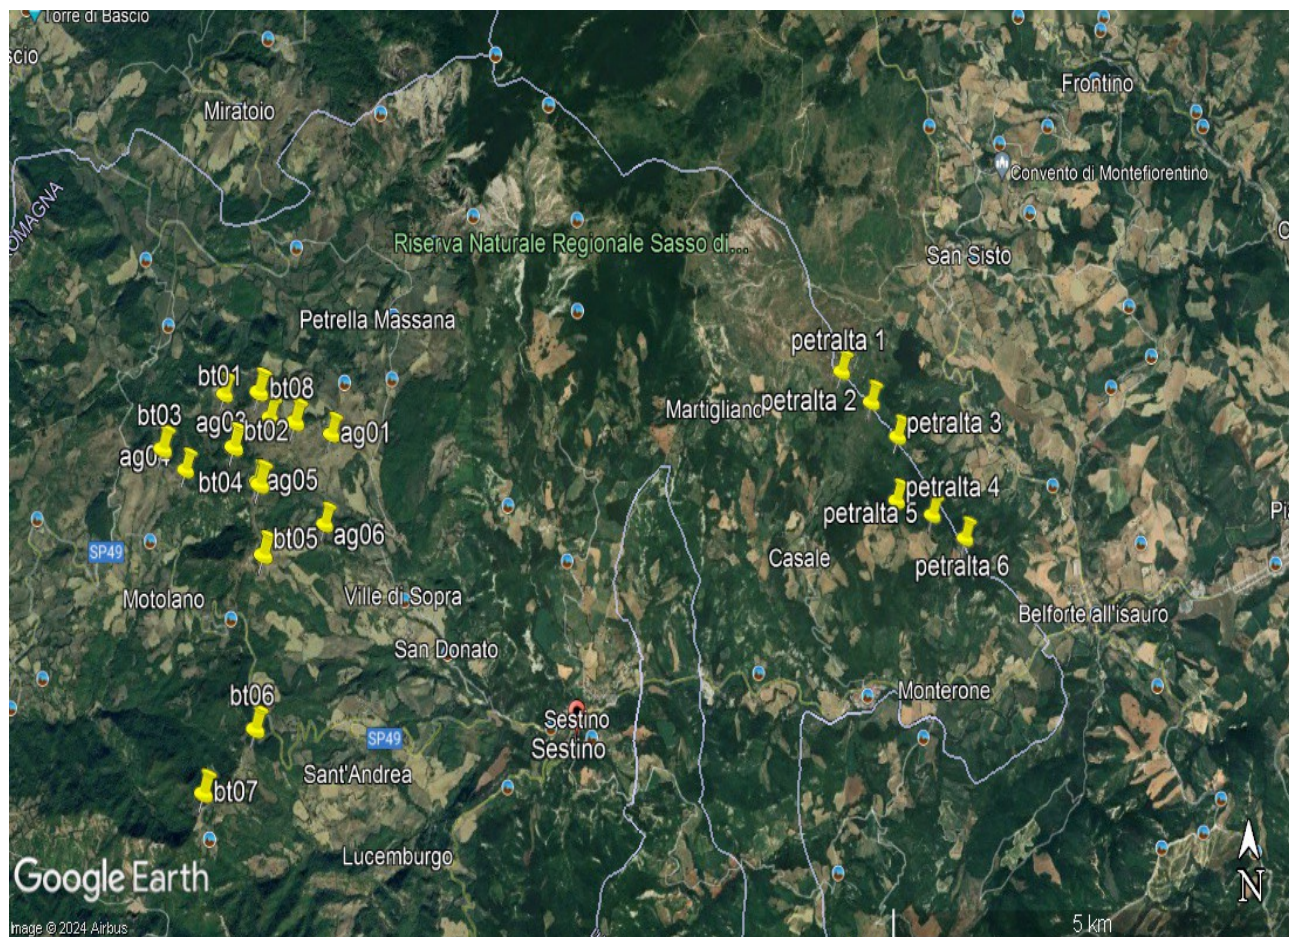 Torre di Bascio
scio
Miratoio
Frontino
Convento di Montefiorentino
ROMAGNA
Riserva Naturale Regionale Sasso di...
San Sisto
C
Petrella Massana
petralta 1
bt01
bt08
Martigliano
petralta 2
bt03
ag03
bt02
ag01
petralta 3
ag04
bt04
ag05
petralta 4
petralta 5
Pi
bt05
ag06
SP49
Casale
petralta 6
Motolano
Ville di Sopra
Belforte all'isauro
San Donato
bt06
Monterone
Sestino
SP49
Sestino
Sant'Andrea
bt07
Lucemburgo
Google Earth
N
Image © 2024 Airbus
5 km